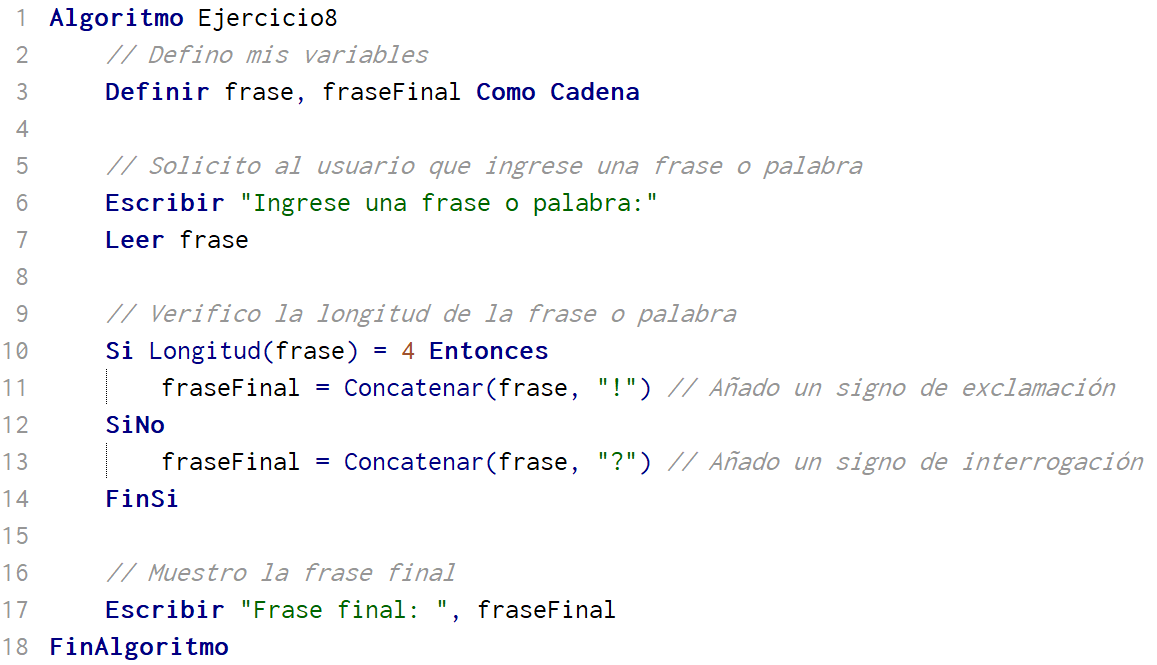 1 Algoritmo Ejercicio8
2 // Defino mis variables
3 Definir frase, fraseFinal Como Cadena
4
5 // Solicito al usuario que ingrese una frase o palabra
6 Escribir "Ingrese una frase o palabra:"
7 Leer frase
8
9 // Verifico la longitud de la frase o palabra
10 Si Longitud(frase) = 4 Entonces
11 fraseFinal = Concatenar(frase, "!") // Añado un signo de exclamación
12 SiNo
13 fraseFinal = Concatenar(frase, "?") // Añado un signo de interrogación
14 FinSi
15
16 // Muestro la frase final
17 Escribir "Frase final: ", fraseFinal
18 FinAlgoritmo